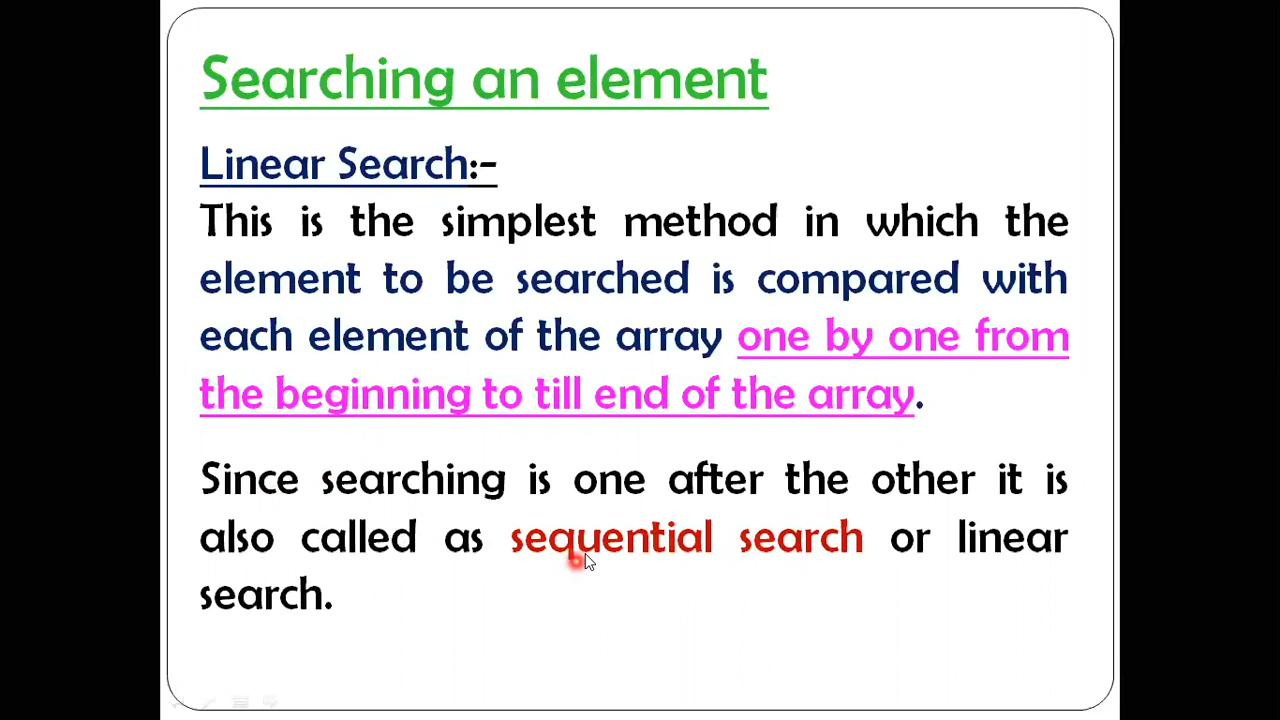 Searching an element
Linear Search:-
This is the simplest method in which the
element to be searched is compared with
each element of the array one by one from
the beginning to till end of the array.
Since searching is one after the other it is
also called as sequential search or linear
search.